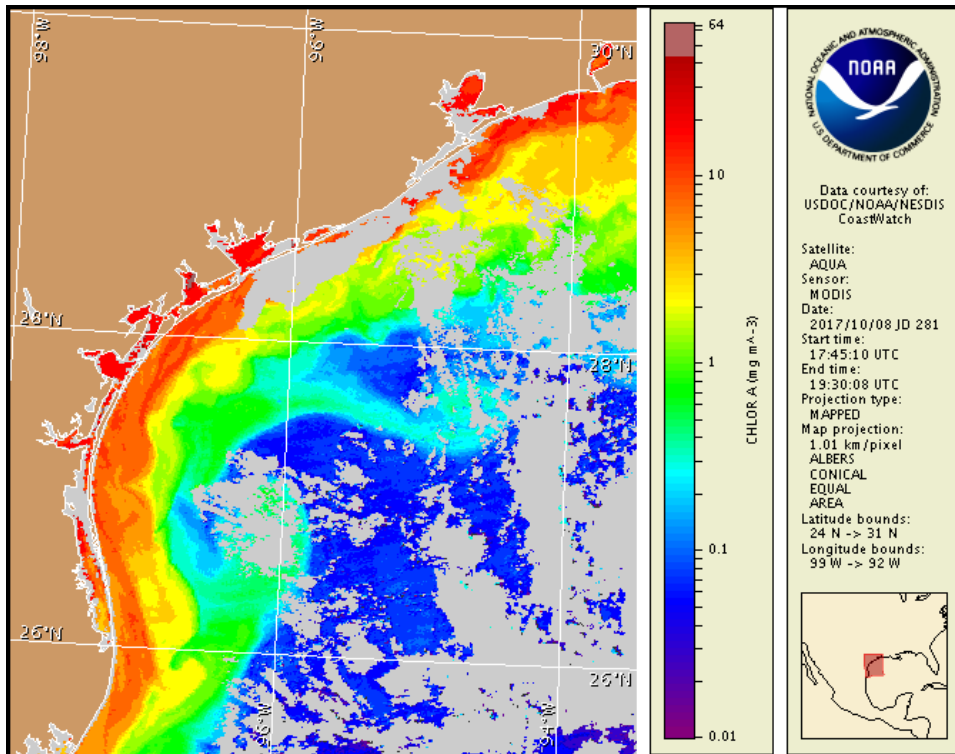 98°W
96°W
30°N
28°N
28°N
26°N
26°N
96°W
94°W
64
10
1
0.1
0.01
CHLOR A (mg m^-3)
NATIONAL OCEANIC AND ATMOSPHERIC ADMINISTRATION
NOAA
U.S. DEPARTMENT OF COMMERCE
Data courtesy of:
USDOC/NOAA/NESDIS
CoastWatch
Satellite:
AQUA
Sensor:
MODIS
Date:
2017/10/08 JD 281
Start time:
17:45:10 UTC
End time:
19:30:08 UTC
Projection type:
MAPPED
Map projection:
1.01 km/pixel
ALBERS
CONICAL
EQUAL
AREA
Latitude bounds:
24 N -> 31 N
Longitude bounds:
99 W -> 92 W